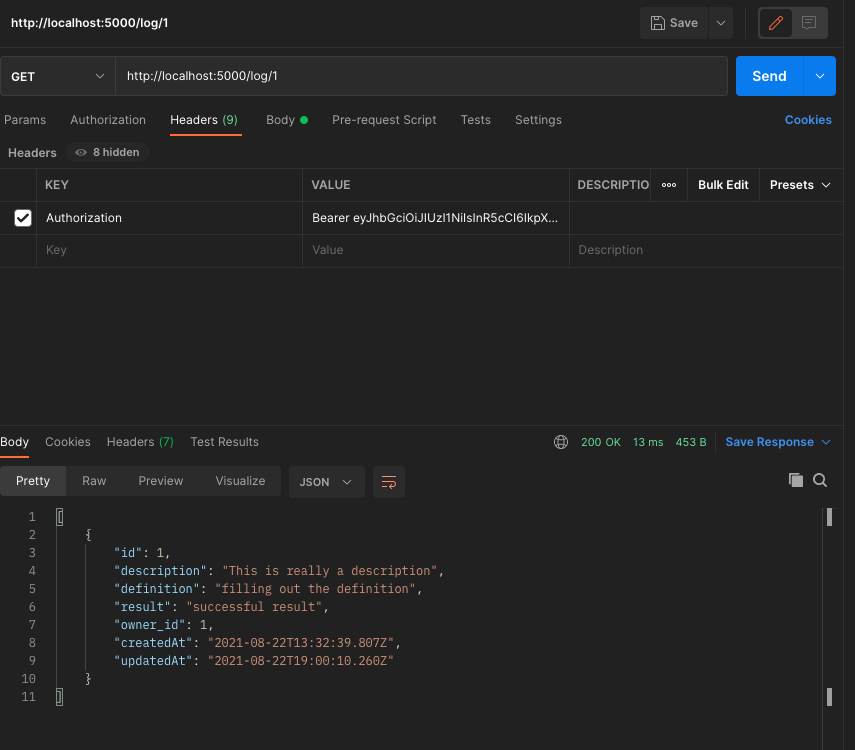 http://localhost:5000/log/1 Save
GET http://localhost:5000/log/1 Send
Params Authorization Headers (9) Body Pre-request Script Tests Settings Cookies
Headers 8 hidden
KEY VALUE DESCRIPTIO ooo Bulk Edit Presets
Authorization Bearer eyJhbGciOiJIUzI1NiIsInR5cCI6IkpX...
Key Value Description
Body Cookies Headers (7) Test Results 200 OK 13 ms 453 B Save Response
Pretty Raw Preview Visualize JSON
1 [
2 {
3 "id": 1,
4 "description": "This is really a description",
5 "definition": "filling out the definition",
6 "result": "successful result",
7 "owner_id": 1,
8 "createdAt": "2021-08-22T13:32:39.807Z",
9 "updatedAt": "2021-08-22T19:00:10.260Z"
10 }
11 ]